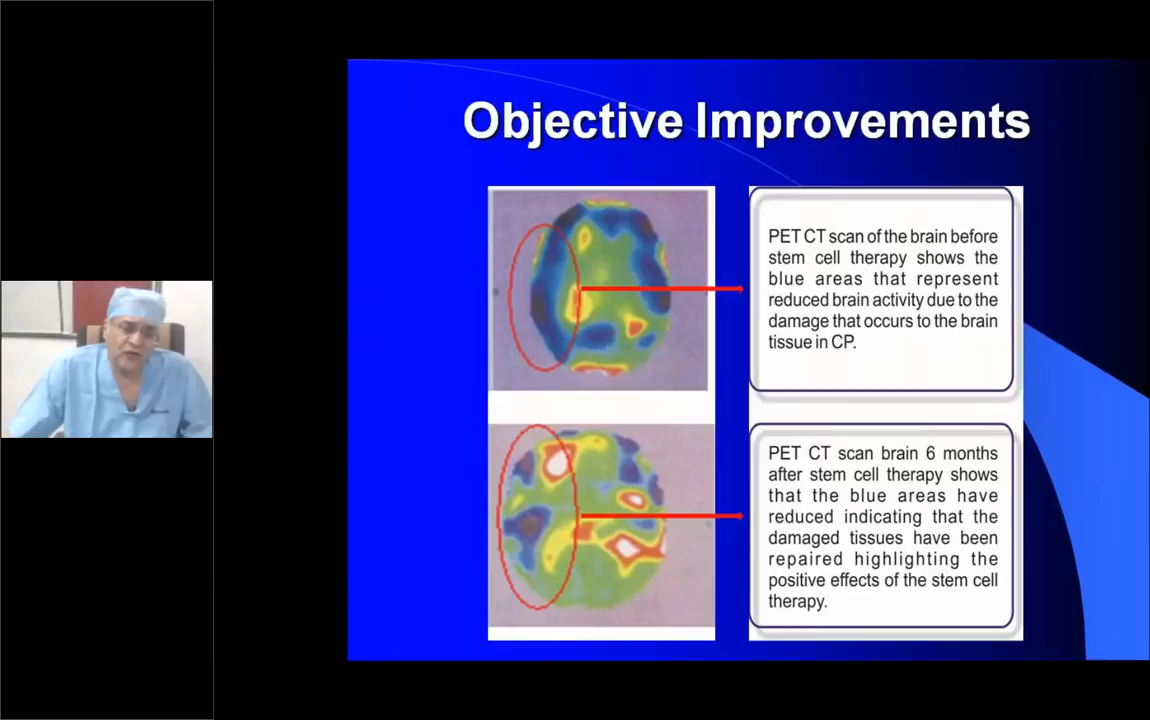 Objective Improvements
PET CT scan of the brain before
stem cell therapy shows the
blue areas that represent
reduced brain activity due to the
damage that occurs to the brain
tissue in CP.
PET CT scan brain 6 months
after stem cell therapy shows
that the blue areas have
reduced indicating that the
damaged tissues have been
repaired highlighting the
positive effects of the stem cell
therapy.